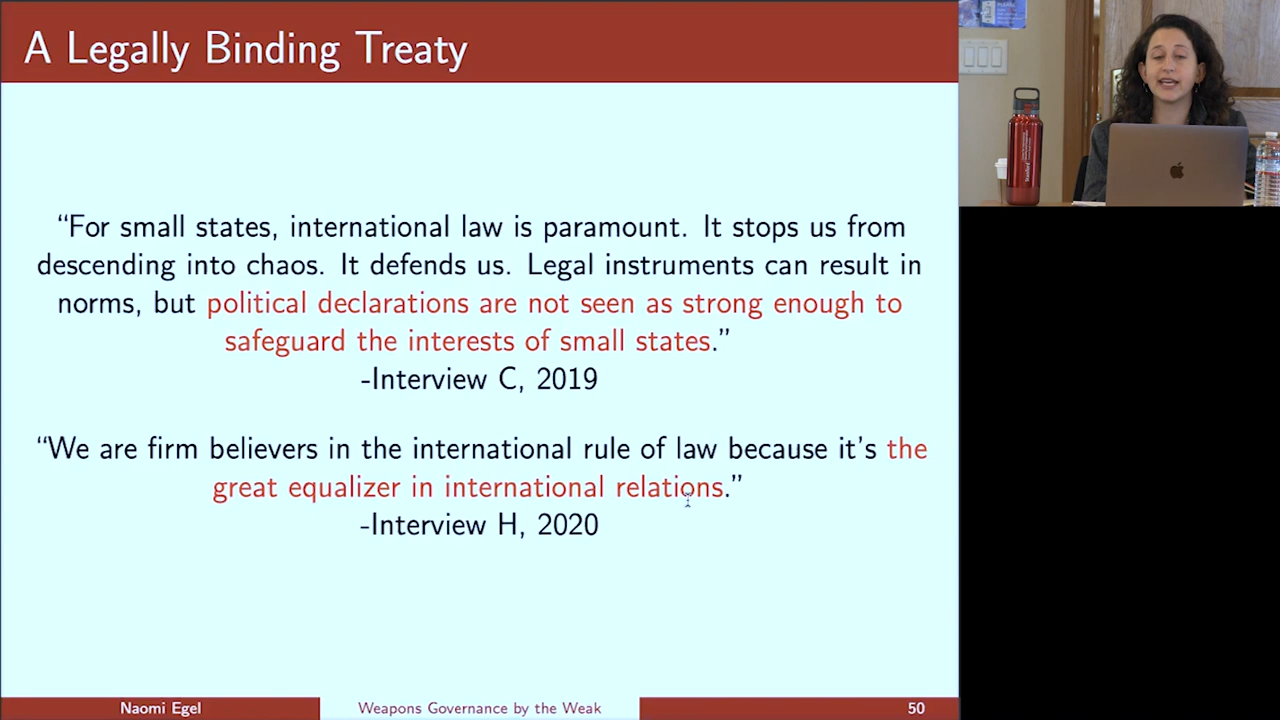 A Legally Binding Treaty
“For small states, international law is paramount. It stops us from
descending into chaos. It defends us. Legal instruments can result in
norms, but political declarations are not seen as strong enough to
safeguard the interests of small states.”
-Interview C, 2019
“We are firm believers in the international rule of law because it's the
great equalizer in international relations.”
-Interview H, 2020
Naomi Egel
Weapons Governance by the Weak
50
Stanford